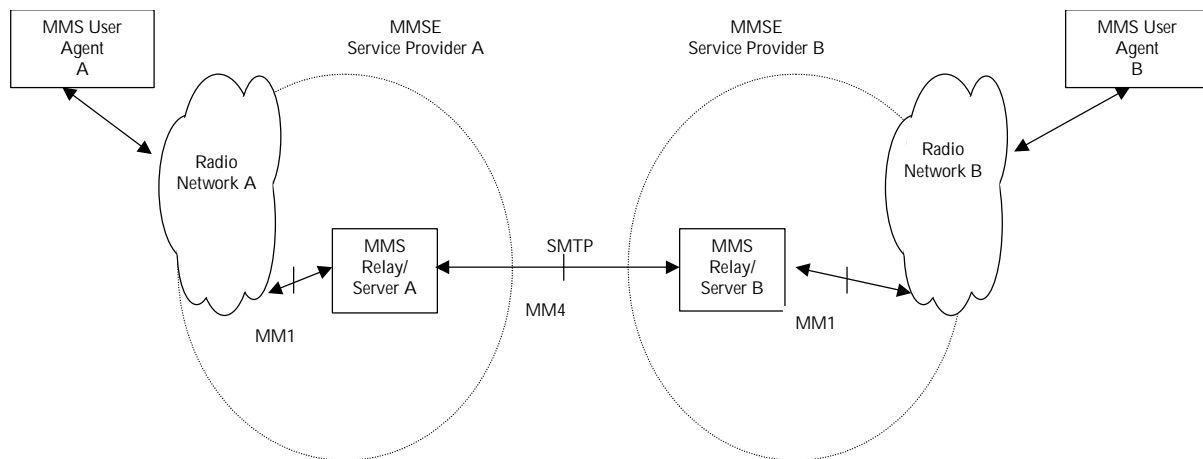 MMS User
Agent
A
MMSE
Service Provider A
MMSE
Service Provider B
MMS User
Agent
B
Radio
Network A
Radio
Network B
MMS
Relay/
Server A
SMTP
MMS
Relay/
Server B
MM1
MM4
MM1